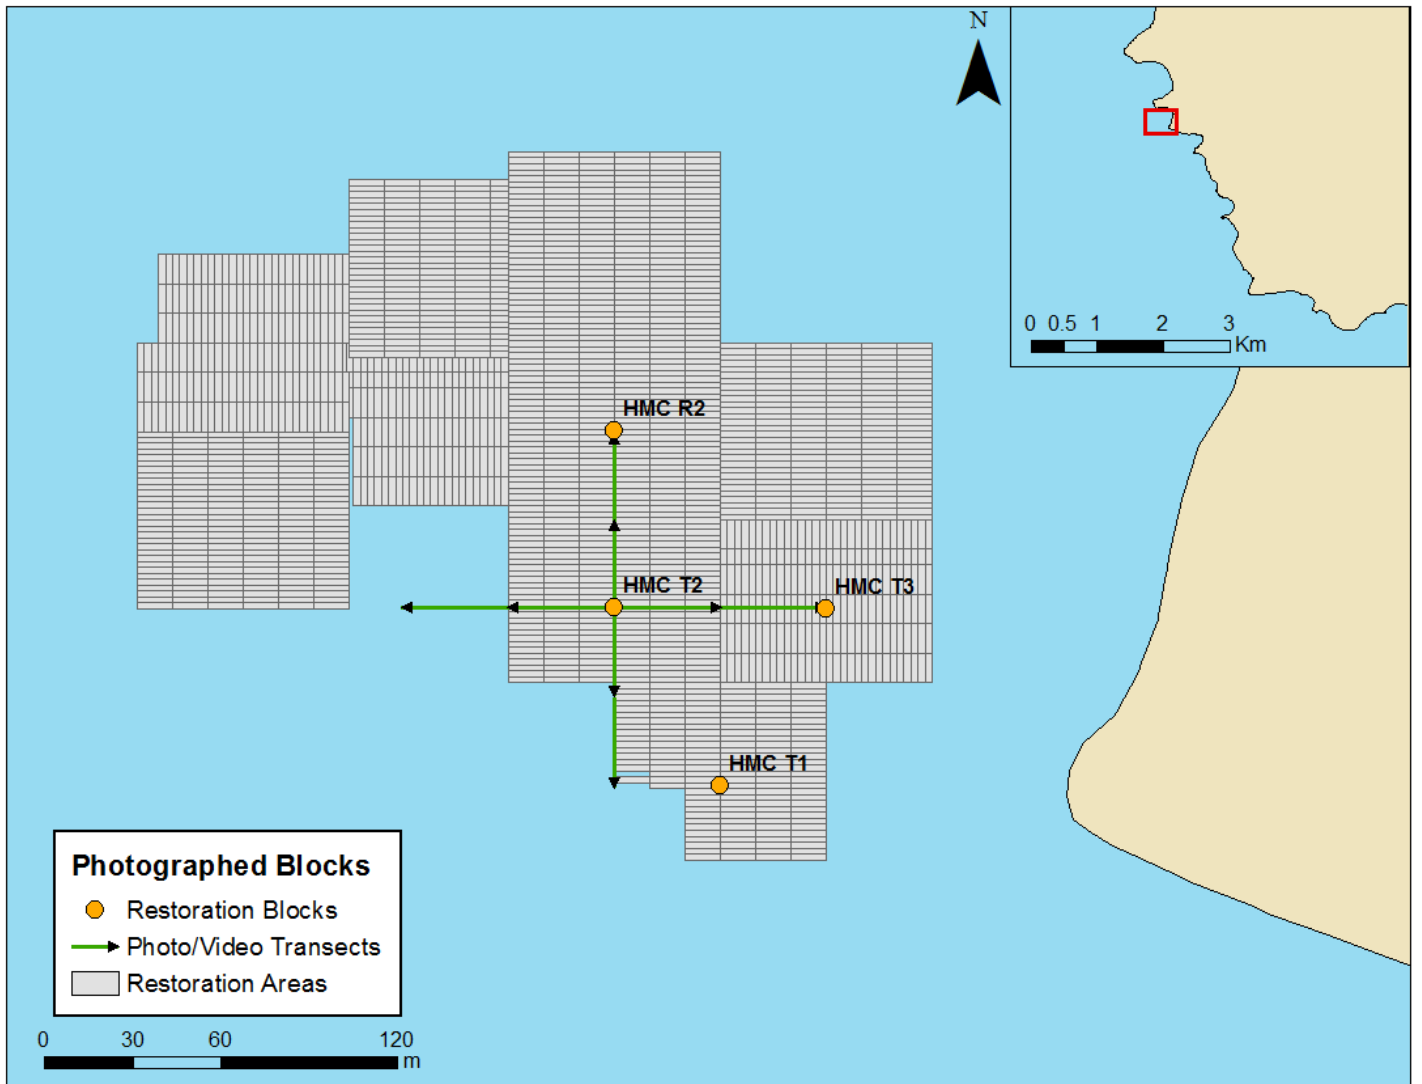 N
0 0.5 1 2 3
Km
HMC R2
HMC T2
HMC T3
HMC T1
Photographed Blocks
Restoration Blocks
Photo/Video Transects
Restoration Areas
0 30 60 120
m